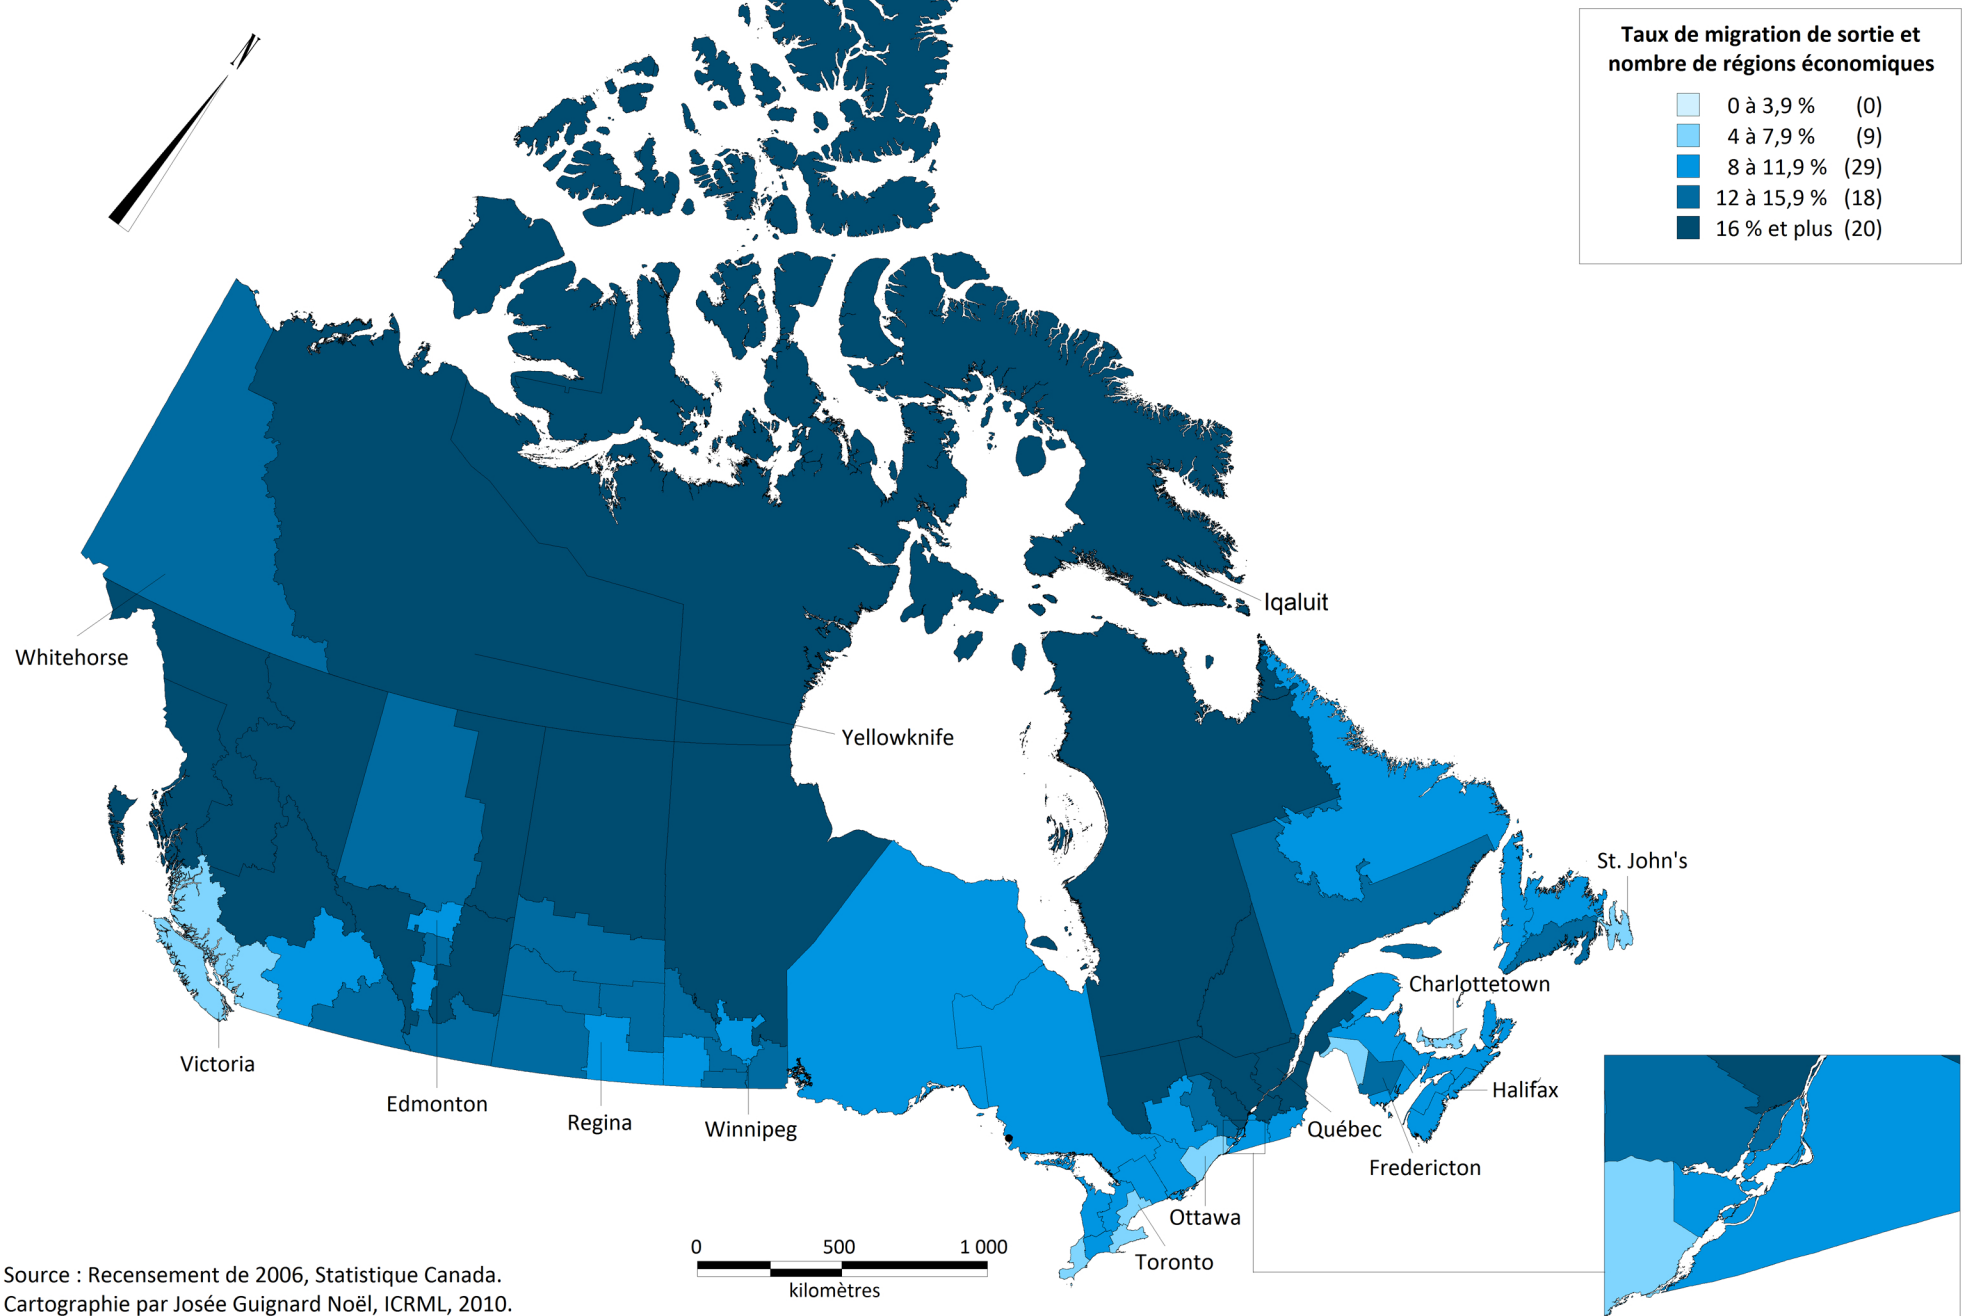 Taux de migration de sortie et
nombre de régions économiques
0 à 3,9 % (0)
4 à 7,9 % (9)
8 à 11,9 % (29)
12 à 15,9 % (18)
16 % et plus (20)
Iqaluit
Whitehorse
Yellowknife
St. John's
Charlottetown
Victoria
Edmonton
Regina
Winnipeg
Halifax
Québec
Fredericton
Ottawa
Toronto
0 500 1 000
kilomètres
Source : Recensement de 2006, Statistique Canada.
Cartographie par Josée Guignard Noël, ICRML, 2010.